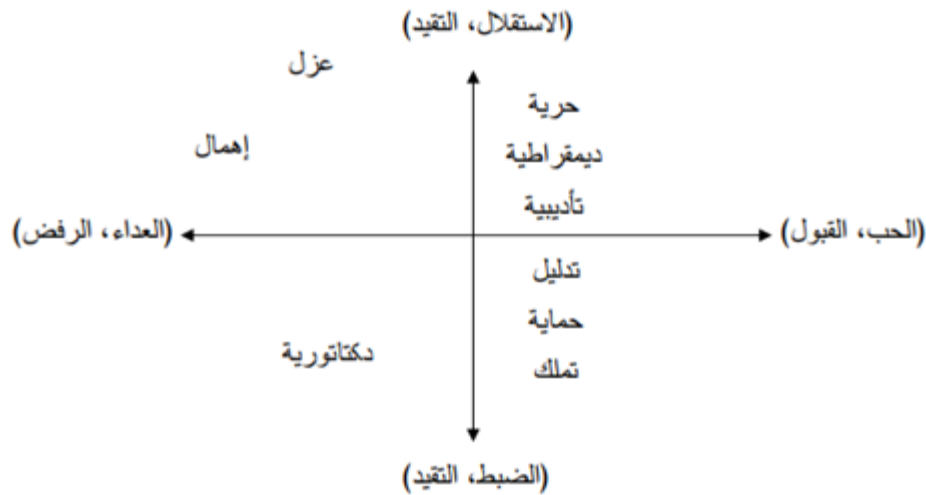 (الاستقلال، التقيد)
عزل
حرية
إهمال
ديمقراطية
تأديبية
(الحب، القبول)
(العداء، الرفض)
تدليل
حماية
دكتاتورية
تملك
(الضبط، التقيد)